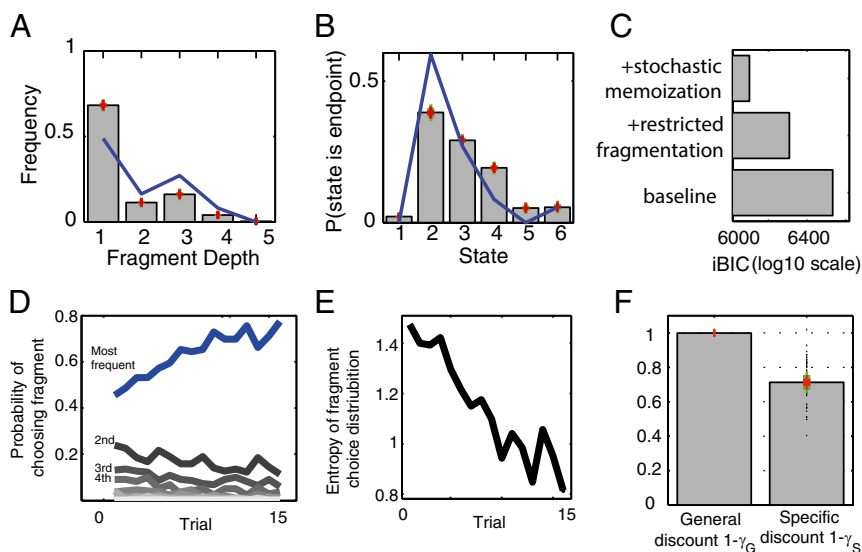 A
1
0.5
0
Frequency
1 2 3 4 5
Fragment Depth
B
0.5
0
P(state is endpoint)
1 2 3 4 5 6
State
C
+stochastic
memoization
+restricted
fragmentation
baseline
6000 6400
iBIC (log10 scale)
D
0.8
0.6
0.4
0.2
Probability of
choosing fragment
Most
frequent
2nd
3rd
4th
0 15
Trial
E
1.4
1.2
1
0.8
Entropy of fragment
choice distriubition
0 15
Trial
F
1
0.8
0.6
0.4
0.2
0
General
discount 1-γG
Specific
discount 1-γS